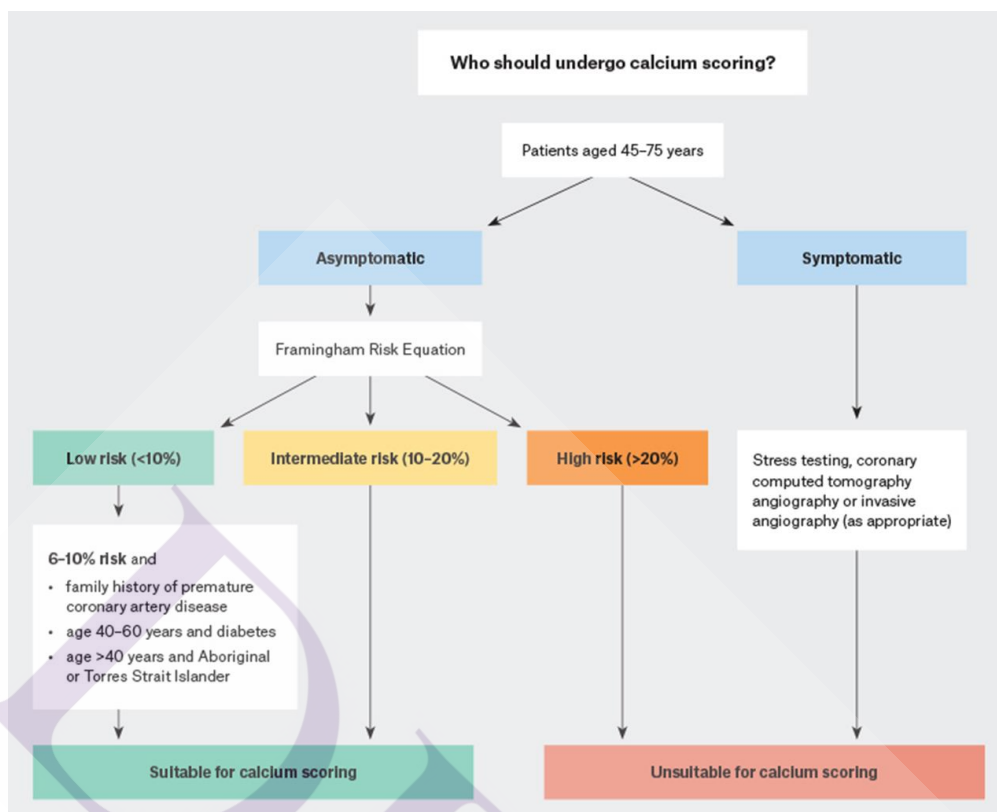 Who should undergo calcium scoring?
Patients aged 45–75 years
Asymptomatic
Symptomatic
Framingham Risk Equation
Low risk (<10%)
Intermediate risk (10–20%)
High risk (>20%)
Stress testing, coronary
computed tomography
angiography or invasive
angiography (as appropriate)
6–10% risk and
• family history of premature
coronary artery disease
• age 40–60 years and diabetes
• age >40 years and Aboriginal
or Torres Strait Islander
Suitable for calcium scoring
Unsuitable for calcium scoring